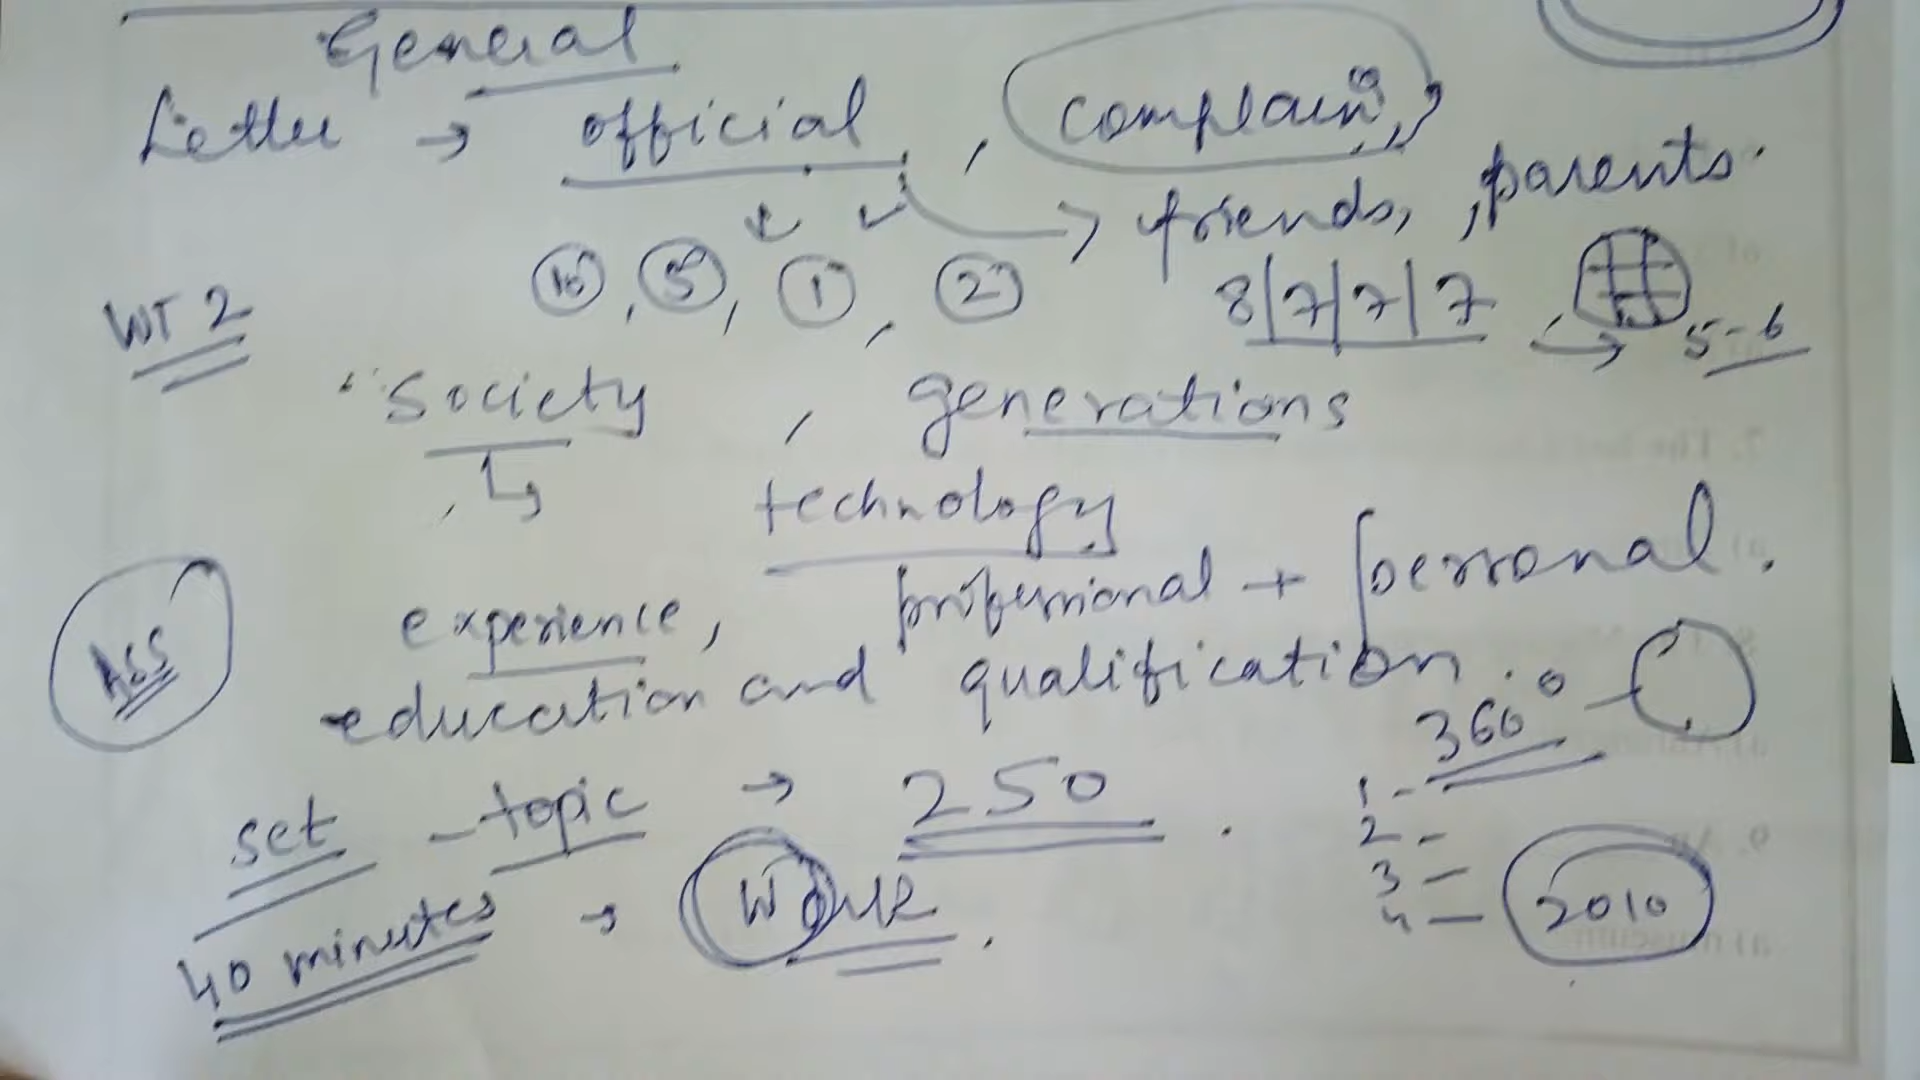 General
Letter → official, complain,
friends, parents.
10, 5, 1, 2
8|7|7|7, → 5-6
WT 2
Society, generations
technology
experience, professional + personal.
education and qualification.
360°
set - topic → 250.
1 -
2 -
3 -
4 - 2010
40 minutes → Work.